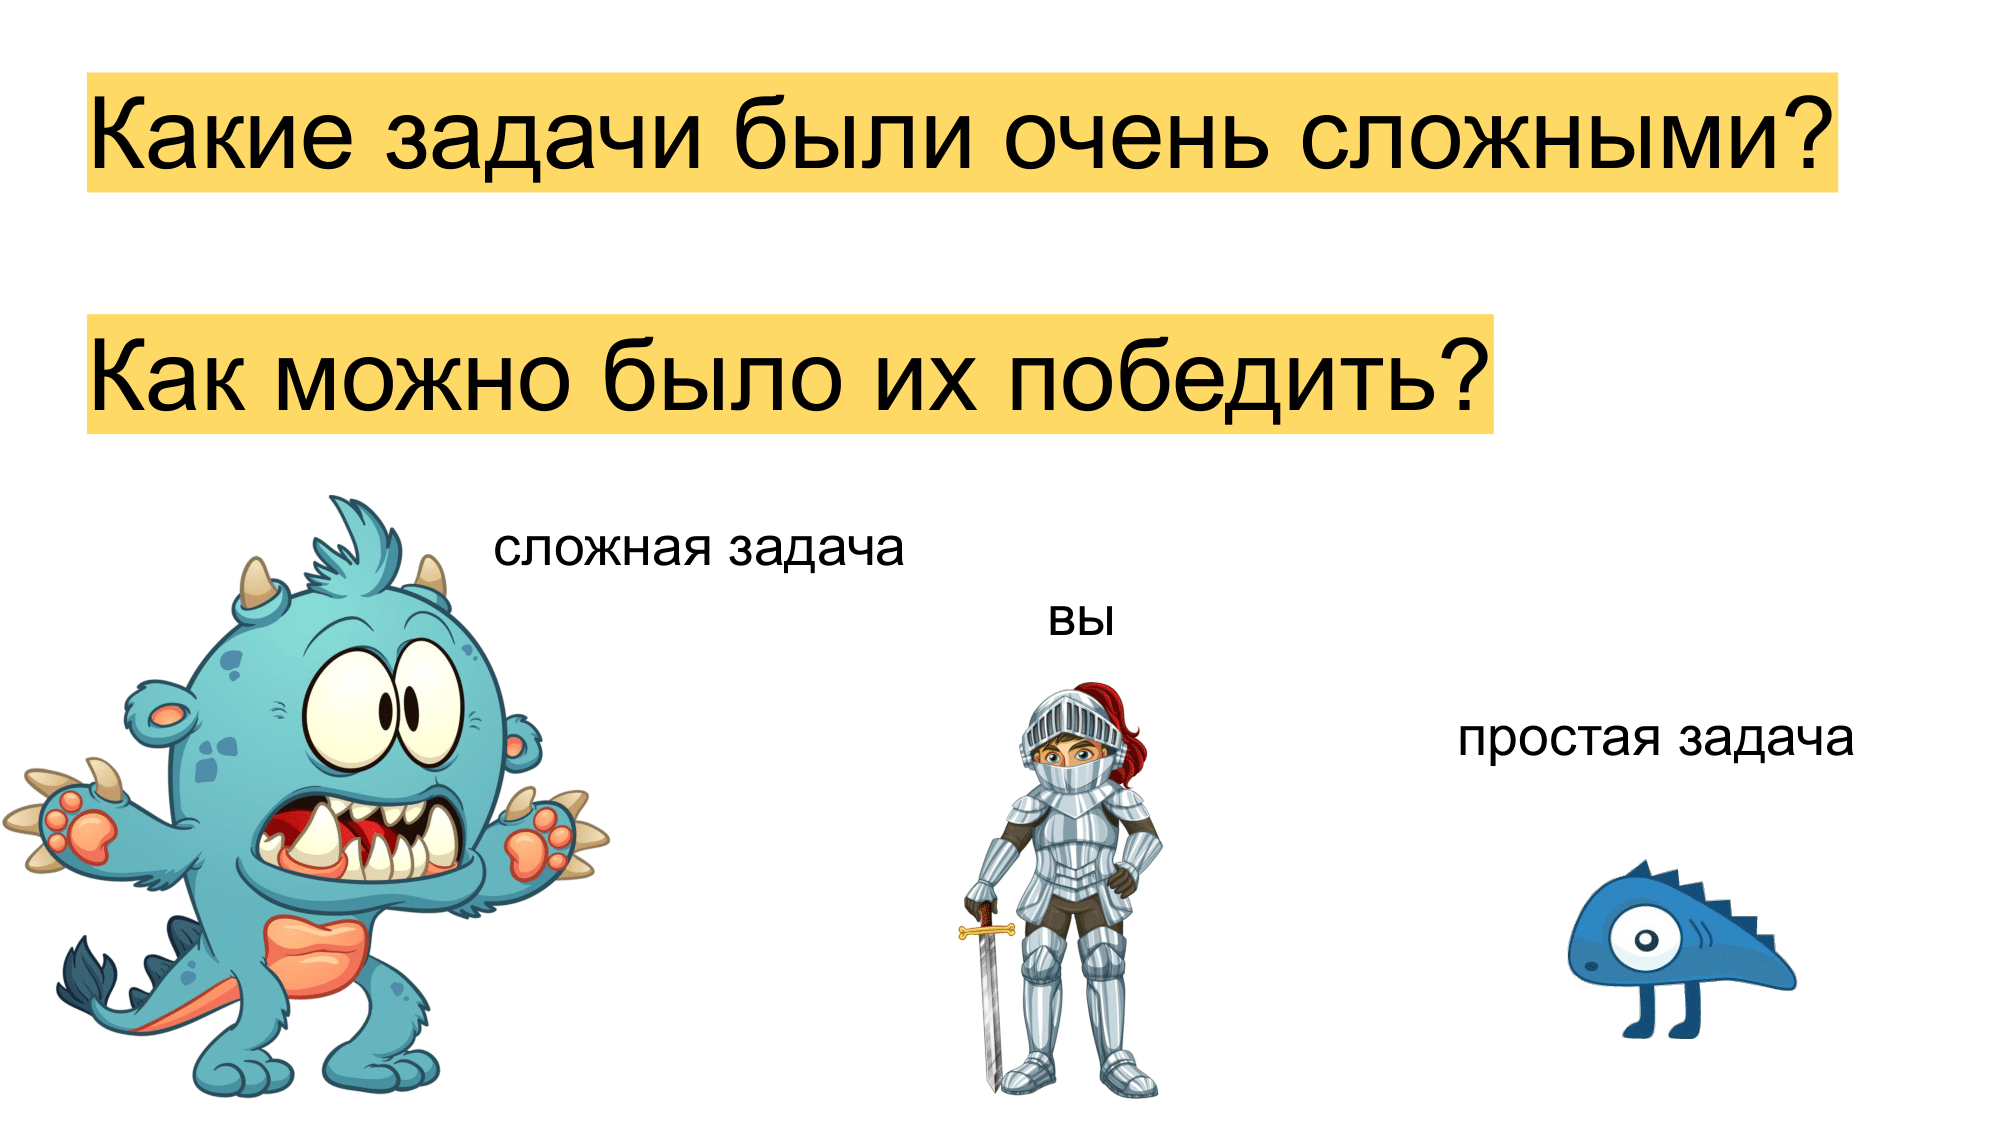 Какие задачи были очень сложными?
Как можно было их победить?
сложная задача
вы
простая задача